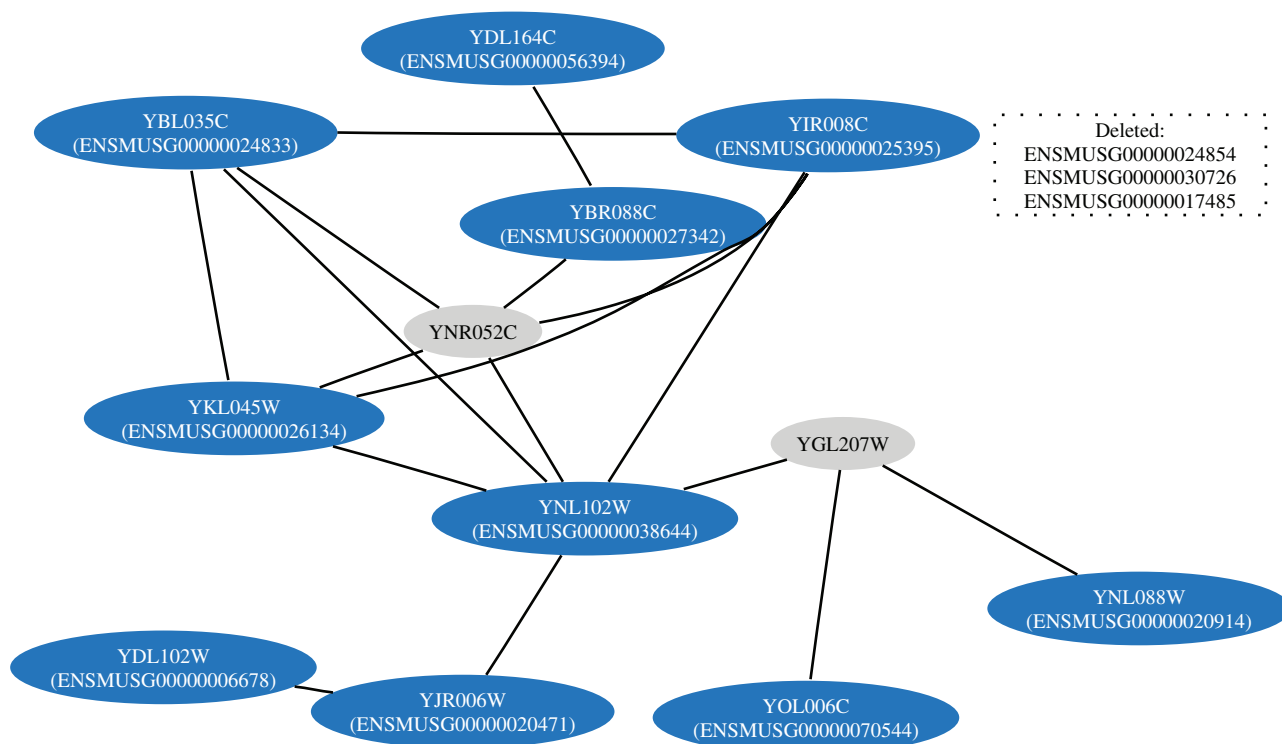 YDL164C
(ENSMUSG00000056394)
YBL035C
(ENSMUSG00000024833)
YIR008C
(ENSMUSG00000025395)
Deleted:
ENSMUSG00000024854
ENSMUSG00000030726
ENSMUSG00000017485
YBR088C
(ENSMUSG00000027342)
YNR052C
YKL045W
(ENSMUSG00000026134)
YGL207W
YNL102W
(ENSMUSG00000038644)
YNL088W
(ENSMUSG00000020914)
YDL102W
(ENSMUSG00000006678)
YJR006W
(ENSMUSG00000020471)
YOL006C
(ENSMUSG00000070544)